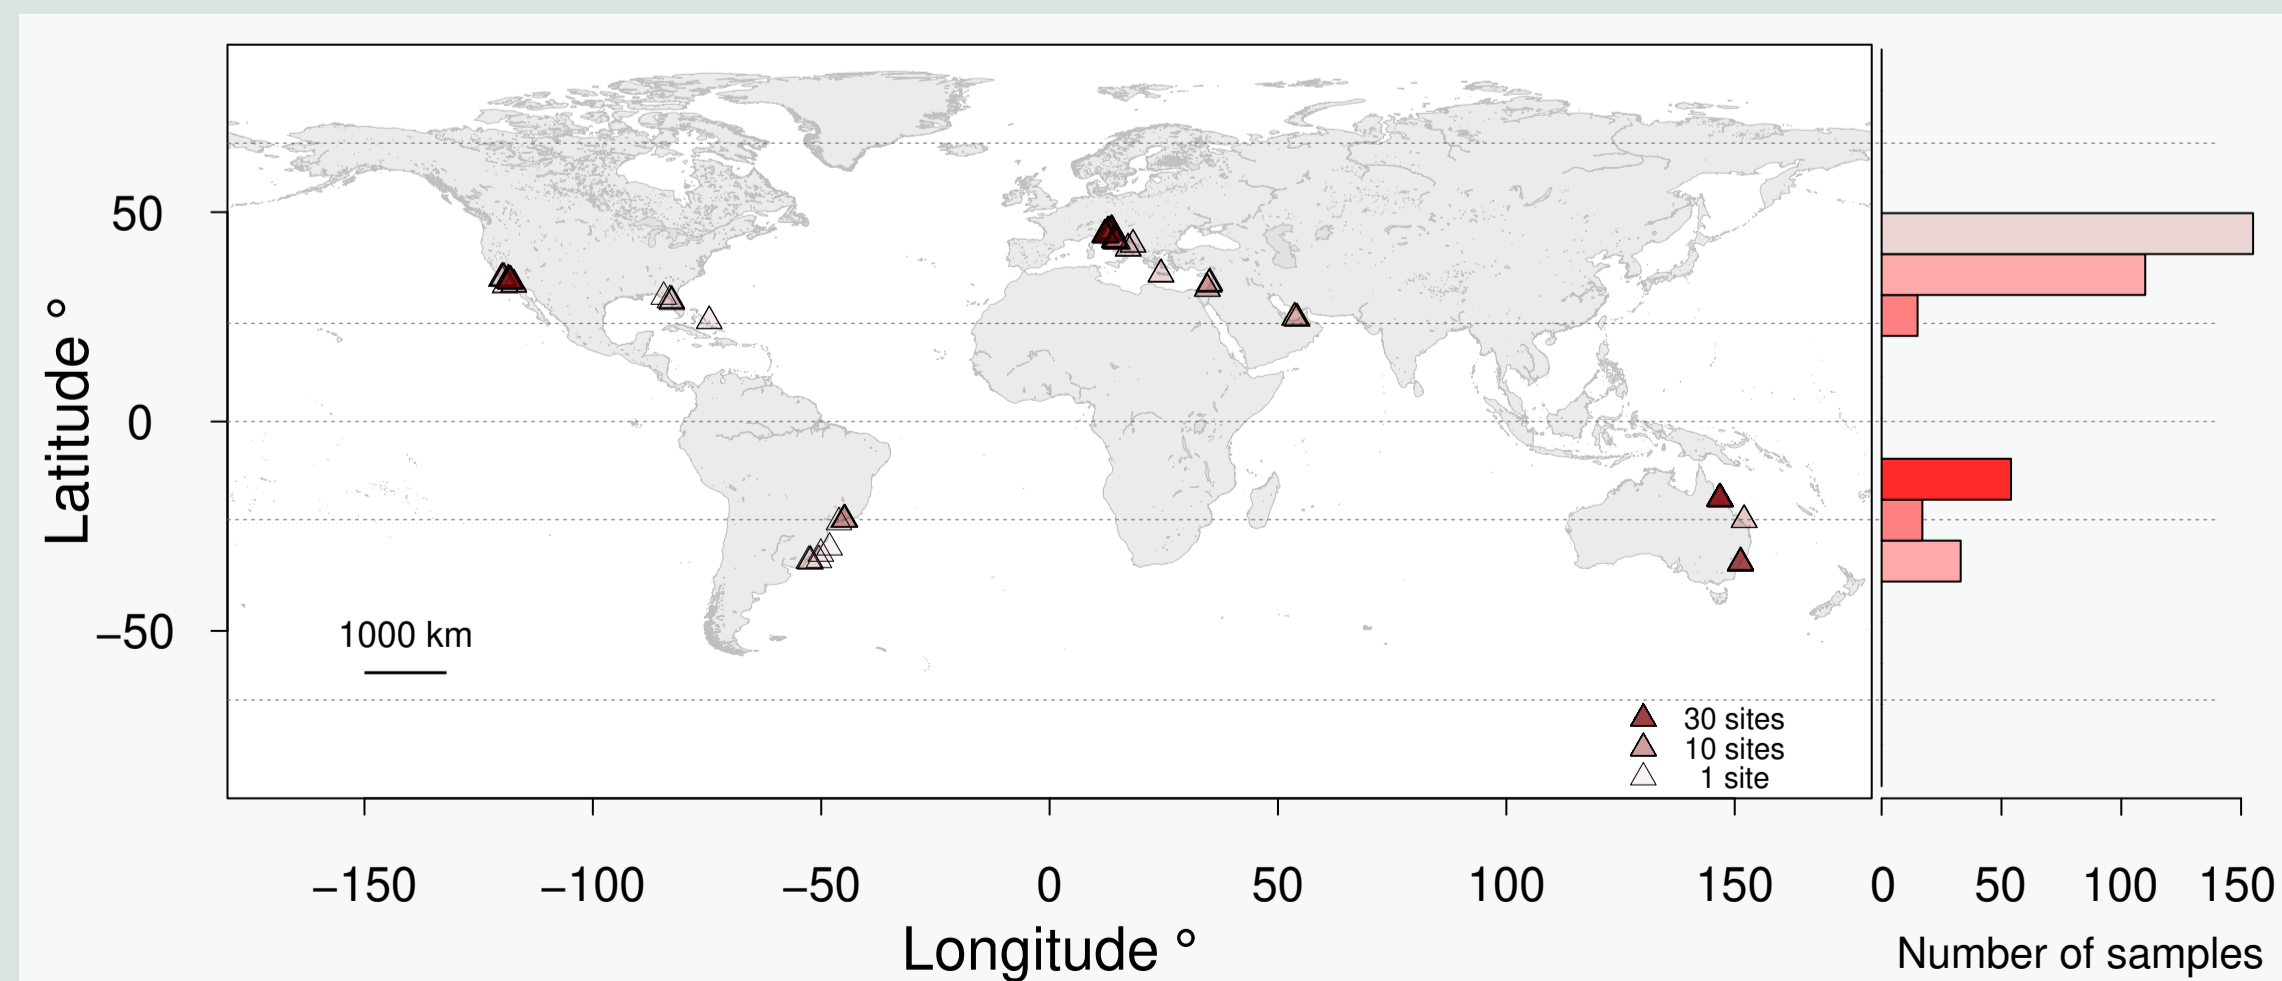 Latitude °
50
0
−50
1000 km
30 sites
10 sites
1 site
−150 −100 −50 0 50 100 150
Longitude °
0 50 100 150
Number of samples